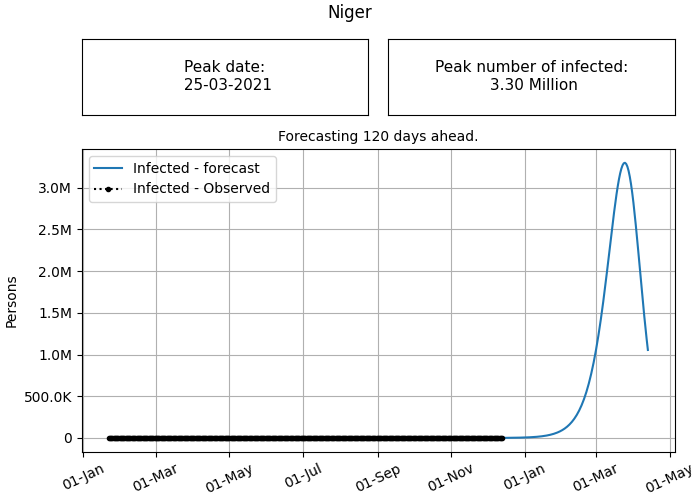 Niger
Peak date:
25-03-2021
Peak number of infected:
3.30 Million
Forecasting 120 days ahead.
Infected - forecast
Infected - Observed
Persons
3.0M
2.5M
2.0M
1.5M
1.0M
500.0K
0
01-Jan
01-Mar
01-May
01-Jul
01-Sep
01-Nov
01-Jan
01-Mar
01-May